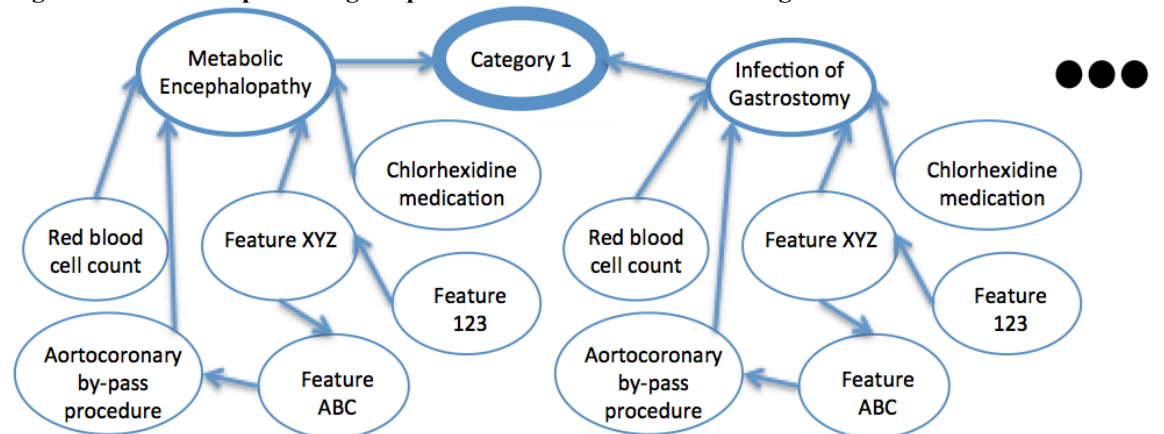 Metabolic
Encephalopathy
Category 1
Infection of
Gastrostomy
Chlorhexidine
medication
Red blood
cell count
Feature XYZ
Feature
123
Aortocoronary
by-pass
procedure
Feature
ABC
Chlorhexidine
medication
Red blood
cell count
Feature XYZ
Feature
123
Aortocoronary
by-pass
procedure
Feature
ABC